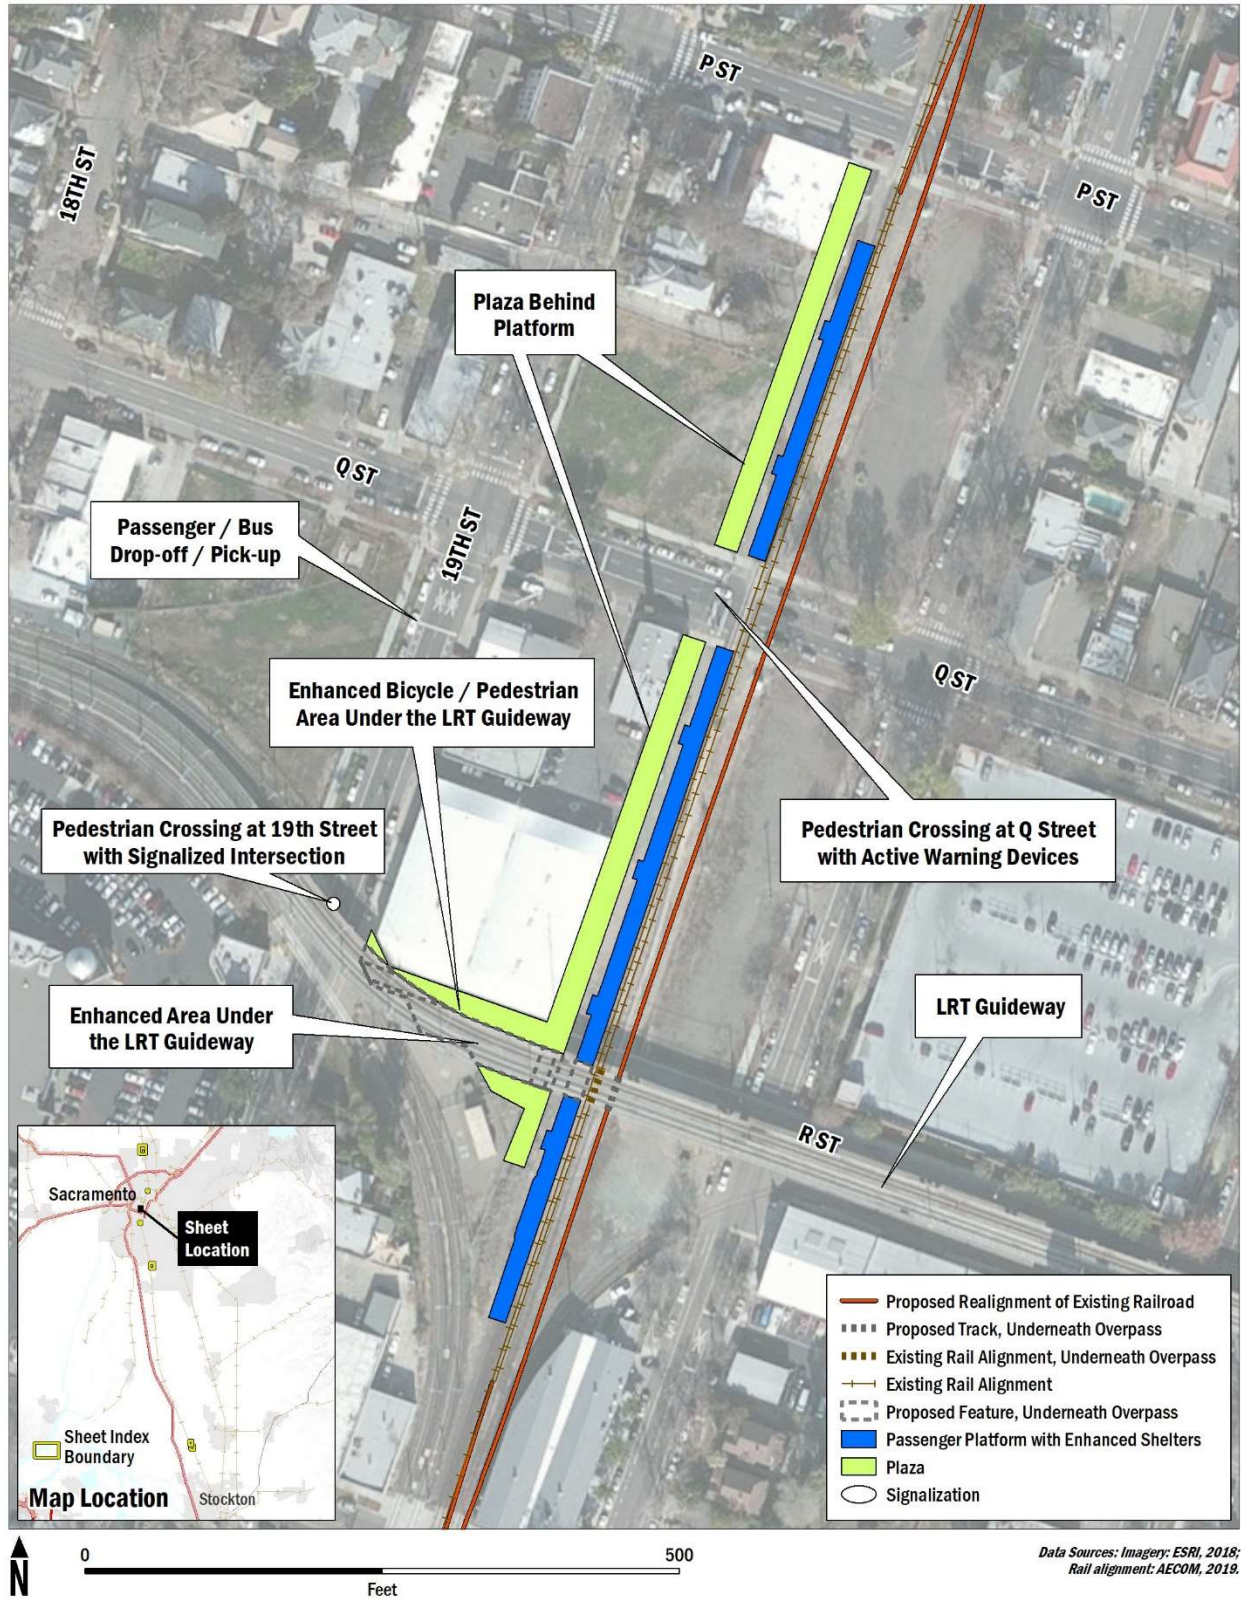 P ST
P ST
18TH ST
Plaza Behind
Platform
Q ST
Passenger / Bus
Drop-off / Pick-up
19TH ST
Enhanced Bicycle / Pedestrian
Area Under the LRT Guideway
Q ST
Pedestrian Crossing at 19th Street
with Signalized Intersection
Pedestrian Crossing at Q Street
with Active Warning Devices
Enhanced Area Under
the LRT Guideway
LRT Guideway
R ST
Sacramento
Sheet
Location
Sheet Index
Boundary
Map Location
Stockton
Proposed Realignment of Existing Railroad
Proposed Track, Underneath Overpass
Existing Rail Alignment, Underneath Overpass
Existing Rail Alignment
Proposed Feature, Underneath Overpass
Passenger Platform with Enhanced Shelters
Plaza
Signalization
N
0
500
Feet
Data Sources: Imagery: ESRI, 2018;
Rail alignment: AECOM, 2019.